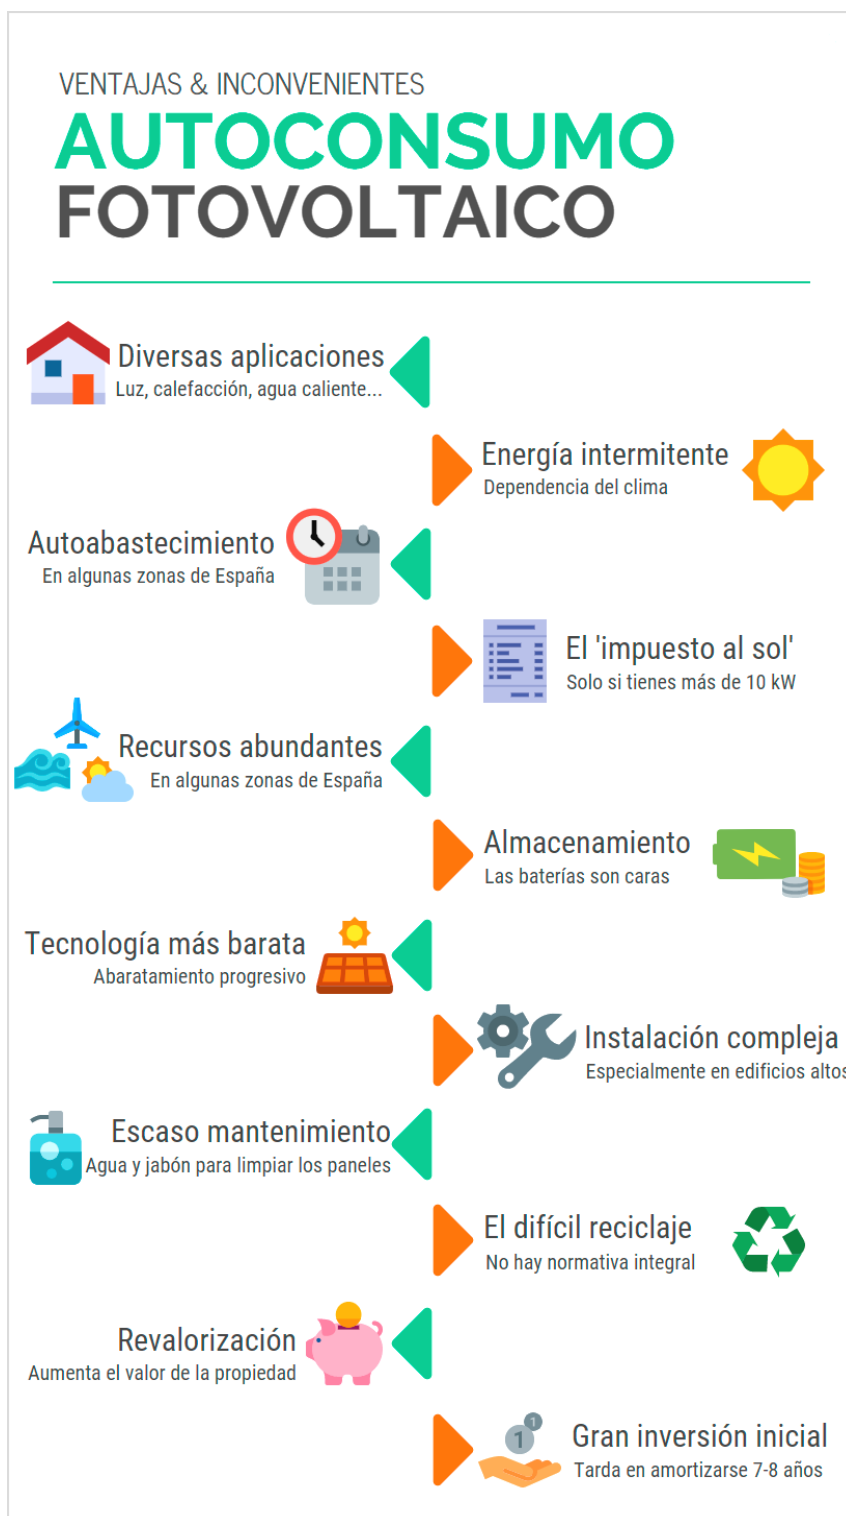 VENTAJAS & INCONVENIENTES
AUTOCONSUMO
FOTOVOLTAICO
Diversas aplicaciones
Luz, calefacción, agua caliente...
Energía intermitente
Dependencia del clima
Autoabastecimiento
En algunas zonas de España
El 'impuesto al sol'
Solo si tienes más de 10 kW
Recursos abundantes
En algunas zonas de España
Almacenamiento
Las baterías son caras
Tecnología más barata
Abaratamiento progresivo
Instalación compleja
Especialmente en edificios altos
Escaso mantenimiento
Agua y jabón para limpiar los paneles
El difícil reciclaje
No hay normativa integral
Revalorización
Aumenta el valor de la propiedad
1
1
Gran inversión inicial
Tarda en amortizarse 7-8 años